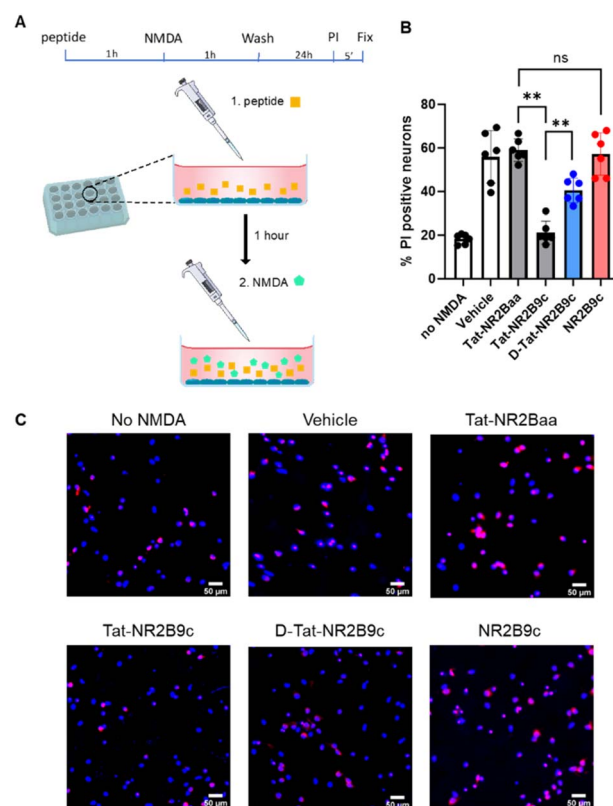 A
peptide NMDA Wash PI Fix
1h 1h 24h 5'
1. peptide
1 hour
2. NMDA
B
ns
** **
% PI positive neurons
80
60
40
20
0
no NMDA
Vehicle
Tat-NR2Baa
Tat-NR2B9c
D-Tat-NR2B9c
NR2B9c
C
No NMDA Vehicle Tat-NR2Baa
50 µm 50 µm 50 µm
Tat-NR2B9c D-Tat-NR2B9c NR2B9c
50 µm 50 µm 50 µm